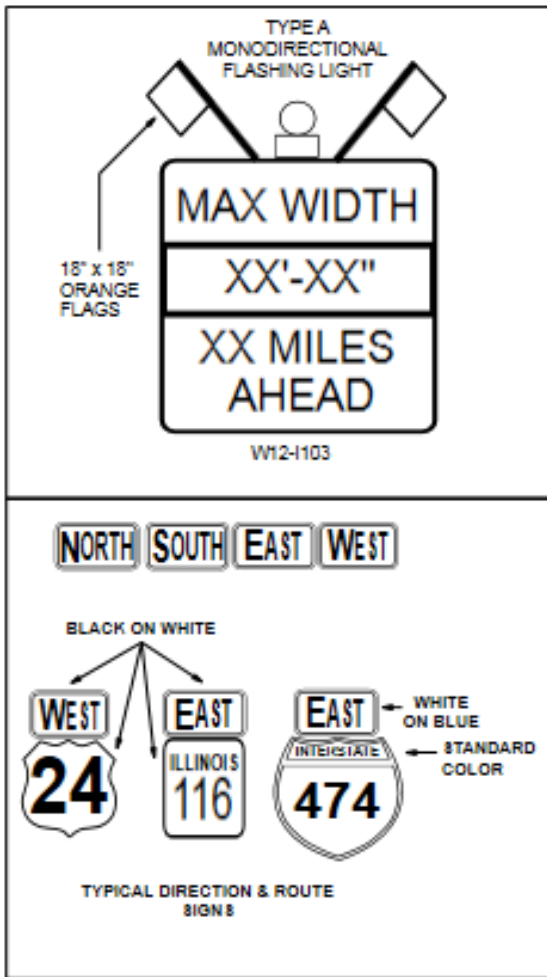 TYPE A
MONODIRECTIONAL
FLASHING LIGHT
18" x 18"
ORANGE
FLAGS
MAX WIDTH
XX'-XX"
XX MILES
AHEAD
W12-I103
NORTH SOUTH EAST WEST
BLACK ON WHITE
WEST
24
EAST
ILLINOIS
116
EAST
INTERSTATE
474
WHITE
ON BLUE
STANDARD
COLOR
TYPICAL DIRECTION & ROUTE
SIGNS